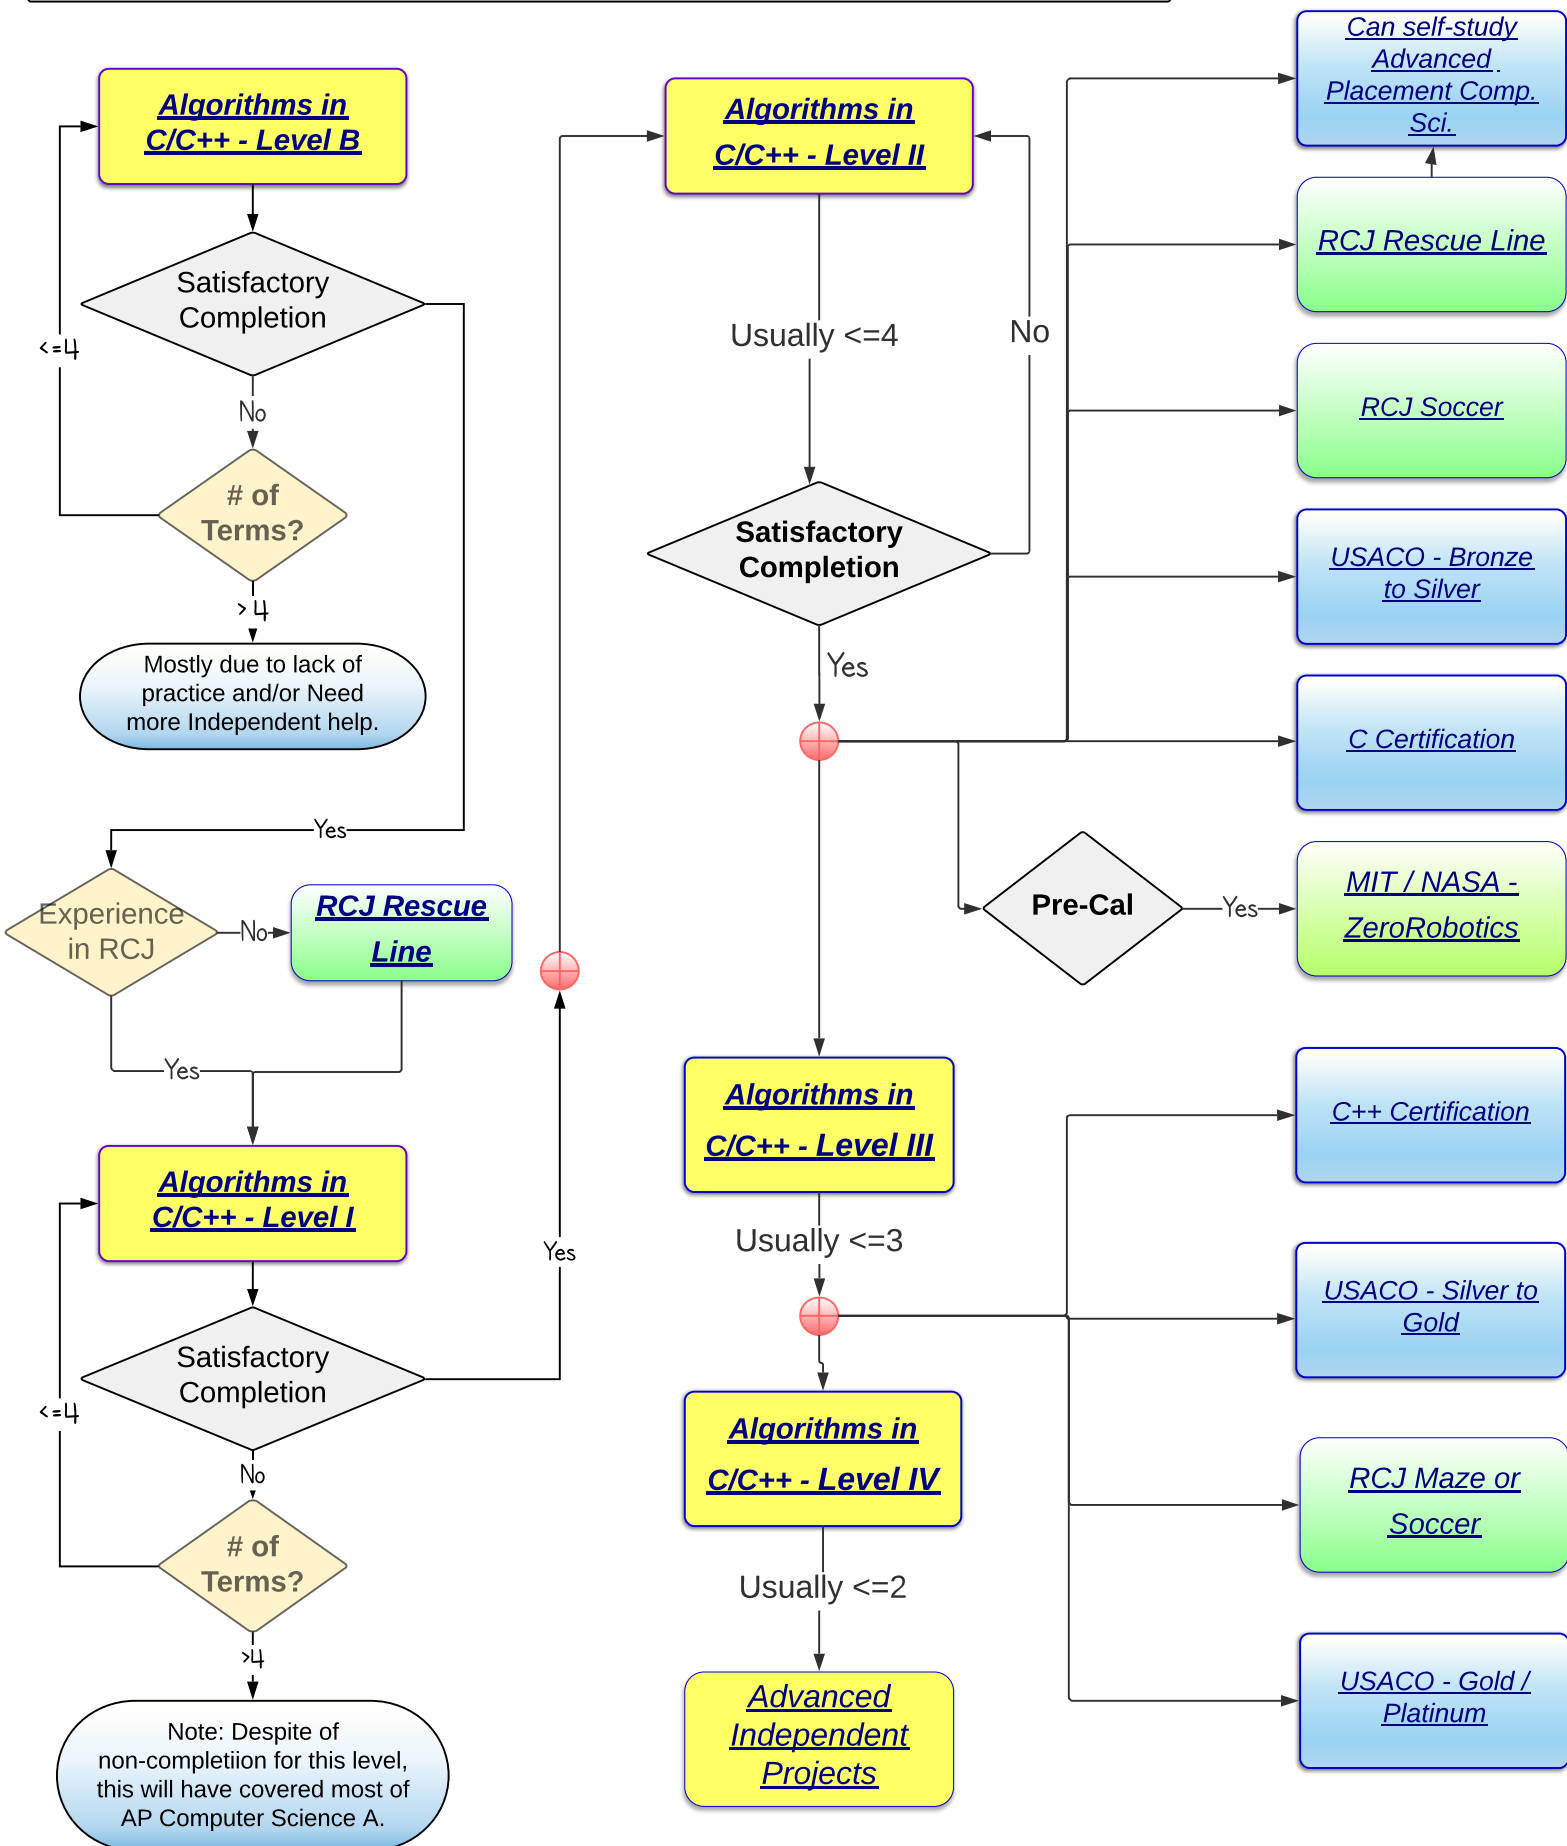 Algorithms in
C/C++ - Level B
Satisfactory
Completion
<=4
No
# of
Terms?
> 4
Mostly due to lack of
practice and/or Need
more Independent help.
Yes
Experience
in RCJ
No
RCJ Rescue
Line
Yes
Algorithms in
C/C++ - Level I
Satisfactory
Completion
Yes
<=4
No
# of
Terms?
>4
Note: Despite of
non-completiion for this level,
this will have covered most of
AP Computer Science A.
Algorithms in
C/C++ - Level II
Usually <=4
No
Satisfactory
Completion
Yes
Pre-Cal
Yes
Algorithms in
C/C++ - Level III
Usually <=3
Algorithms in
C/C++ - Level IV
Usually <=2
Advanced
Independent
Projects
Can self-study
Advanced
Placement Comp.
Sci.
RCJ Rescue Line
RCJ Soccer
USACO - Bronze
to Silver
C Certification
MIT / NASA -
ZeroRobotics
C++ Certification
USACO - Silver to
Gold
RCJ Maze or
Soccer
USACO - Gold /
Platinum